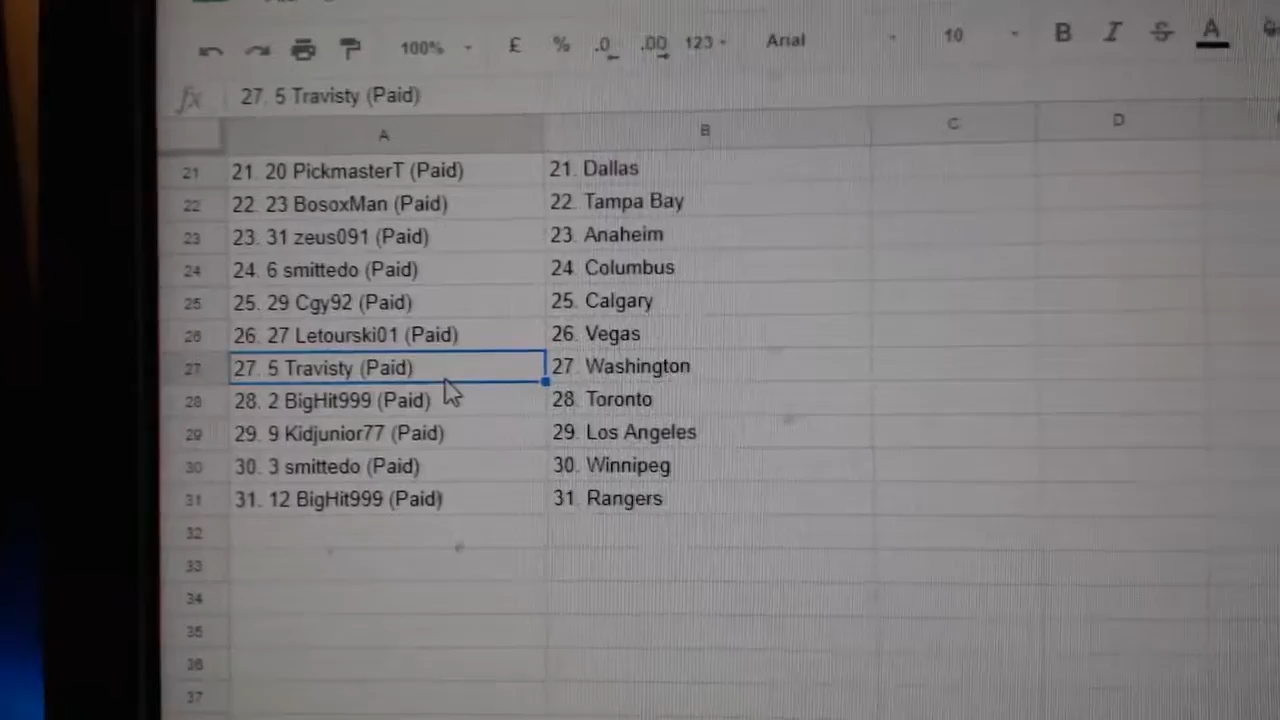 100% £ % .0 .00 123 Arial 10 B I S A
fx 27. 5 Travisty (Paid)
A B C D
21 21. 20 PickmasterT (Paid) 21. Dallas
22 22. 23 BosoxMan (Paid) 22. Tampa Bay
23 23. 31 zeus091 (Paid) 23. Anaheim
24 24. 6 smittedo (Paid) 24. Columbus
25 25. 29 Cgy92 (Paid) 25. Calgary
26 26. 27 Letourski01 (Paid) 26. Vegas
27 27. 5 Travisty (Paid) 27. Washington
28 28. 2 BigHit999 (Paid) 28. Toronto
29 29. 9 Kidjunior77 (Paid) 29. Los Angeles
30 30. 3 smittedo (Paid) 30. Winnipeg
31 31. 12 BigHit999 (Paid) 31. Rangers
32
33
34
35
36
37